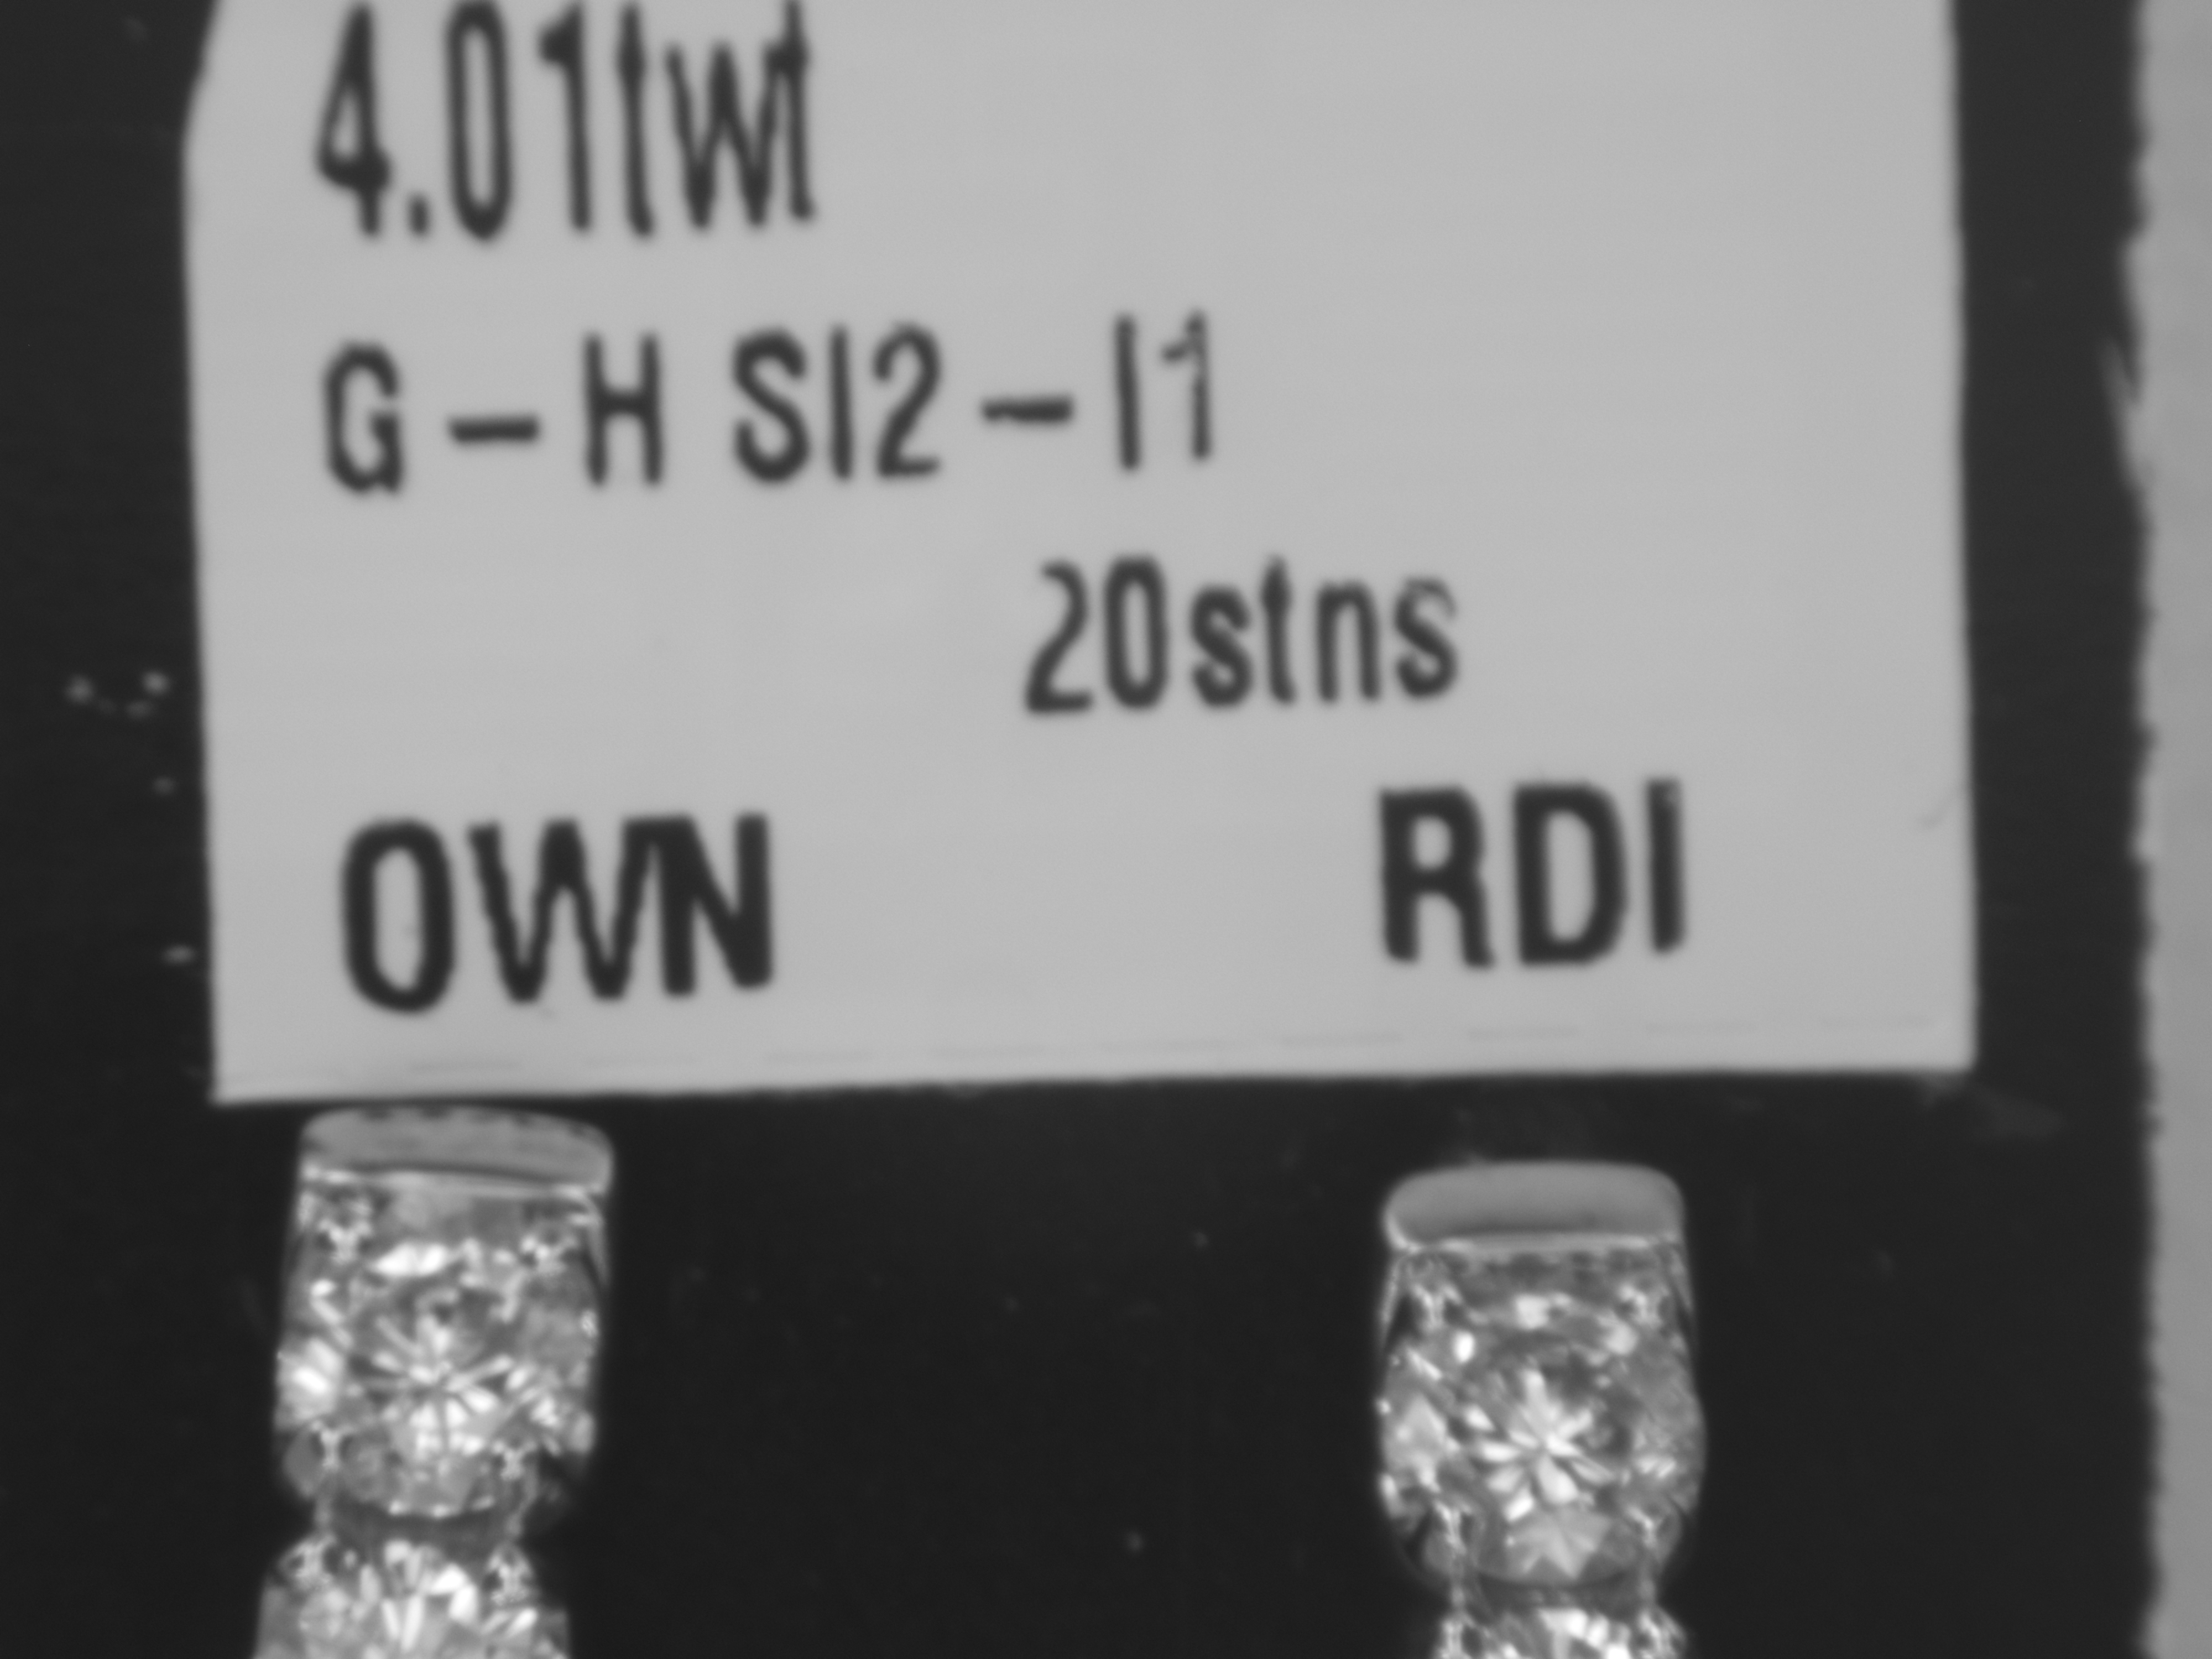 4.01twt
G-H SI2-I1
20stns
OWN RDI